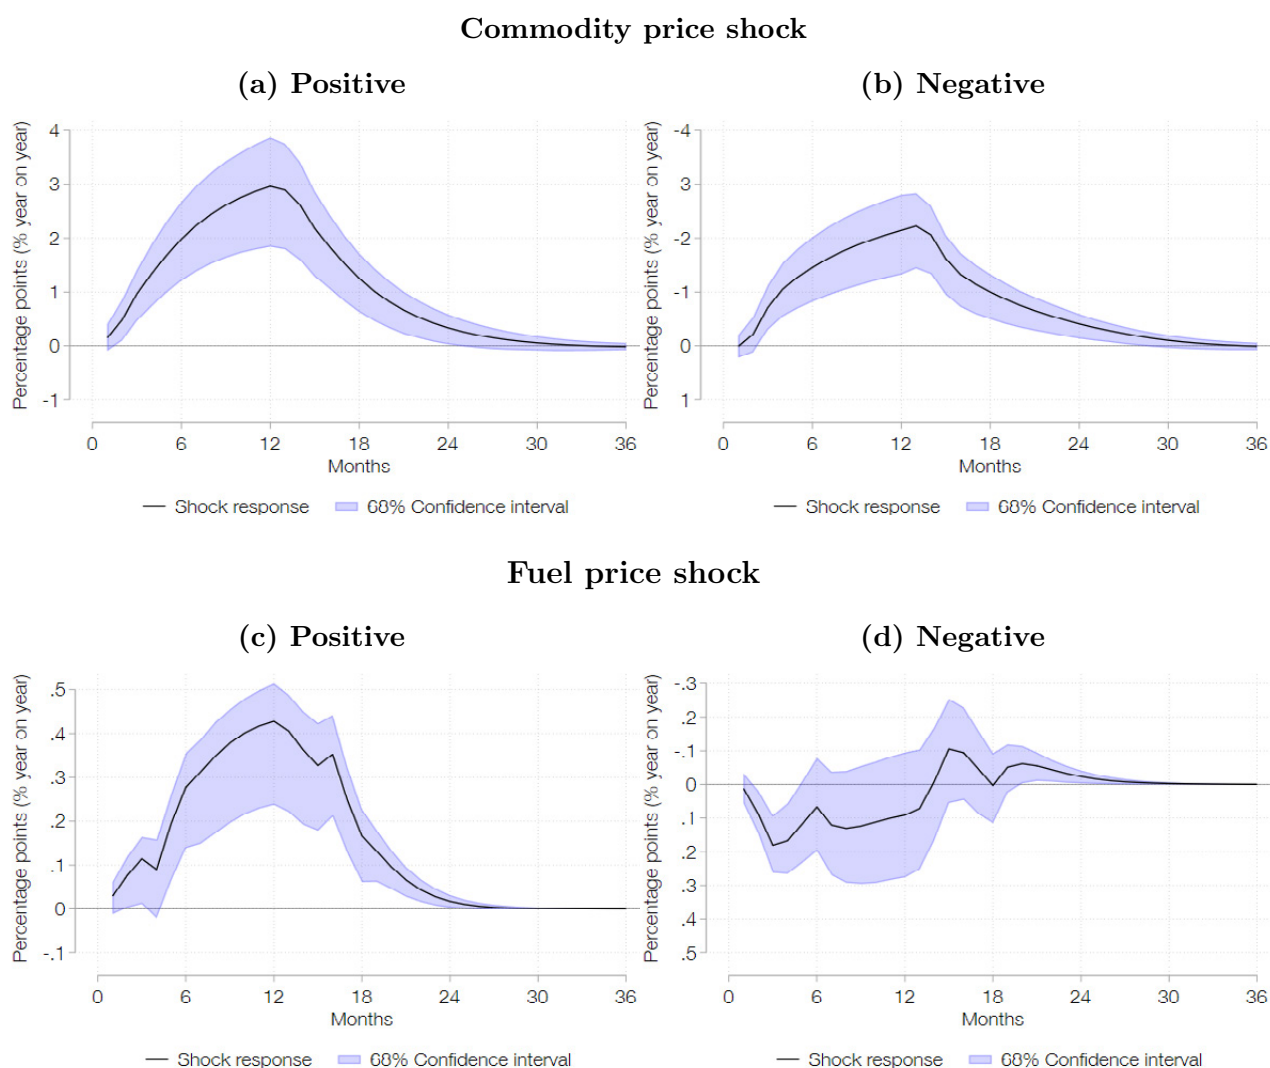 Commodity price shock
(a) Positive
(b) Negative
Percentage points (% year on year)
4
3
2
1
0
-1
0 6 12 18 24 30 36
Months
Shock response 68% Confidence interval
Percentage points (% year on year)
-4
3
-2
-1
0
1
0 6 12 18 24 30 36
Months
Shock response 68% Confidence interval
Fuel price shock
(c) Positive
(d) Negative
Percentage points (% year on year)
.5
.4
.3
.2
.1
0
-.1
0 6 12 18 24 30 36
Months
Shock response 68% Confidence interval
Percentage points (% year on year)
-.3
.2
-.1
0
.1
.2
.3
.4
.5
0 6 12 18 24 30 36
Months
Shock response 68% Confidence interval